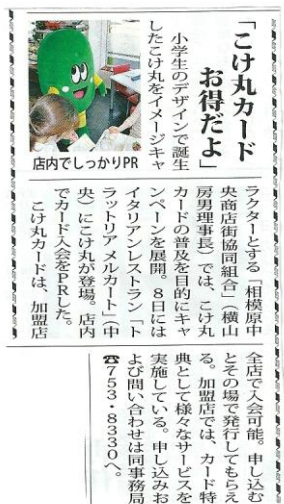 「こけ丸カード
お得だよ」
小学生のデザインで誕生
したこけ丸をイメージキャ
店内でしっかりPR
ラクターとする「相模原中
央商店街協同組合」（横山
房男理事長）では、こけ丸
カードの普及を目的にキャ
ンペーンを展開。８日には
イタリアンレストラン「ト
ラットリア メルカート」（中
央）にこけ丸が登場。店内
でカード入会をＰＲした。
こけ丸カードは、加盟店
全店で入会可能。申し込む
とその場で発行してもらえ
る。加盟店では、カード特
典として様々なサービスを
実施している。申し込みお
よび問い合わせは同事務局
☎753・8330へ。